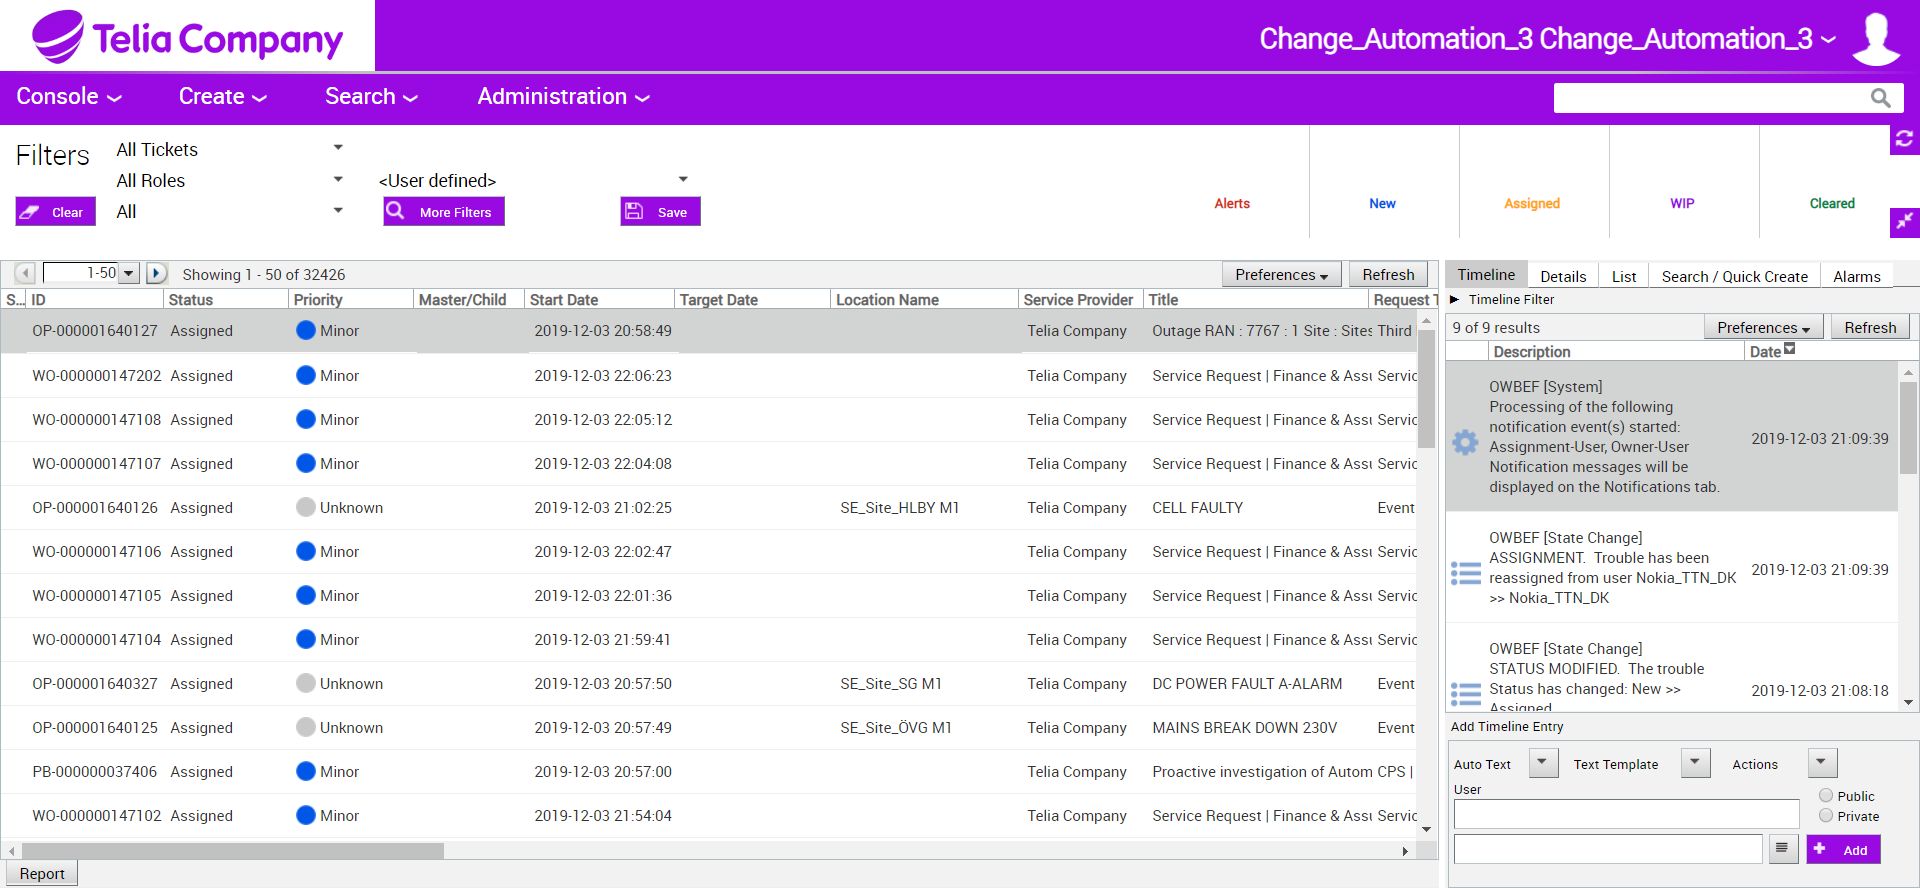 Telia Company
Change_Automation_3 Change_Automation_3
Console Create Search Administration
Filters
All Tickets
All Roles
<User defined>
Clear
All
More Filters
Save
Alerts
New
Assigned
WIP
Cleared
1-50
Showing 1 - 50 of 32426
Preferences
Refresh
S... ID Status Priority Master/Child Start Date Target Date Location Name Service Provider Title Request T
OP-000001640127 Assigned Minor 2019-12-03 20:58:49 Telia Company Outage RAN : 7767 : 1 Site : Sites Third
WO-000000147202 Assigned Minor 2019-12-03 22:06:23 Telia Company Service Request | Finance & Assu Servic
WO-000000147108 Assigned Minor 2019-12-03 22:05:12 Telia Company Service Request | Finance & Assu Servic
WO-000000147107 Assigned Minor 2019-12-03 22:04:08 Telia Company Service Request | Finance & Assu Servic
OP-000001640126 Assigned Unknown 2019-12-03 21:02:25 SE_Site_HLBY M1 Telia Company CELL FAULTY Event
WO-000000147106 Assigned Minor 2019-12-03 22:02:47 Telia Company Service Request | Finance & Assu Servic
WO-000000147105 Assigned Minor 2019-12-03 22:01:36 Telia Company Service Request | Finance & Assu Servic
WO-000000147104 Assigned Minor 2019-12-03 21:59:41 Telia Company Service Request | Finance & Assu Servic
OP-000001640327 Assigned Unknown 2019-12-03 20:57:50 SE_Site_SG M1 Telia Company DC POWER FAULT A-ALARM Event
OP-000001640125 Assigned Unknown 2019-12-03 20:57:49 SE_Site_ÖVG M1 Telia Company MAINS BREAK DOWN 230V Event
PB-000000037406 Assigned Minor 2019-12-03 20:57:00 Telia Company Proactive investigation of Autom CPS |
WO-000000147102 Assigned Minor 2019-12-03 21:54:04 Telia Company Service Request | Finance & Assu Servic
Report
Timeline Details List Search / Quick Create Alarms
Timeline Filter
9 of 9 results
Preferences
Refresh
Description Date
OWBEF [System]
Processing of the following
notification event(s) started:
Assignment-User, Owner-User
Notification messages will be
displayed on the Notifications tab.
2019-12-03 21:09:39
OWBEF [State Change]
ASSIGNMENT. Trouble has been
reassigned from user Nokia_TTN_DK
>> Nokia_TTN_DK
2019-12-03 21:09:39
OWBEF [State Change]
STATUS MODIFIED. The trouble
Status has changed: New >>
Assigned
2019-12-03 21:08:18
Add Timeline Entry
Auto Text
Text Template
Actions
User
Public
Private
Add